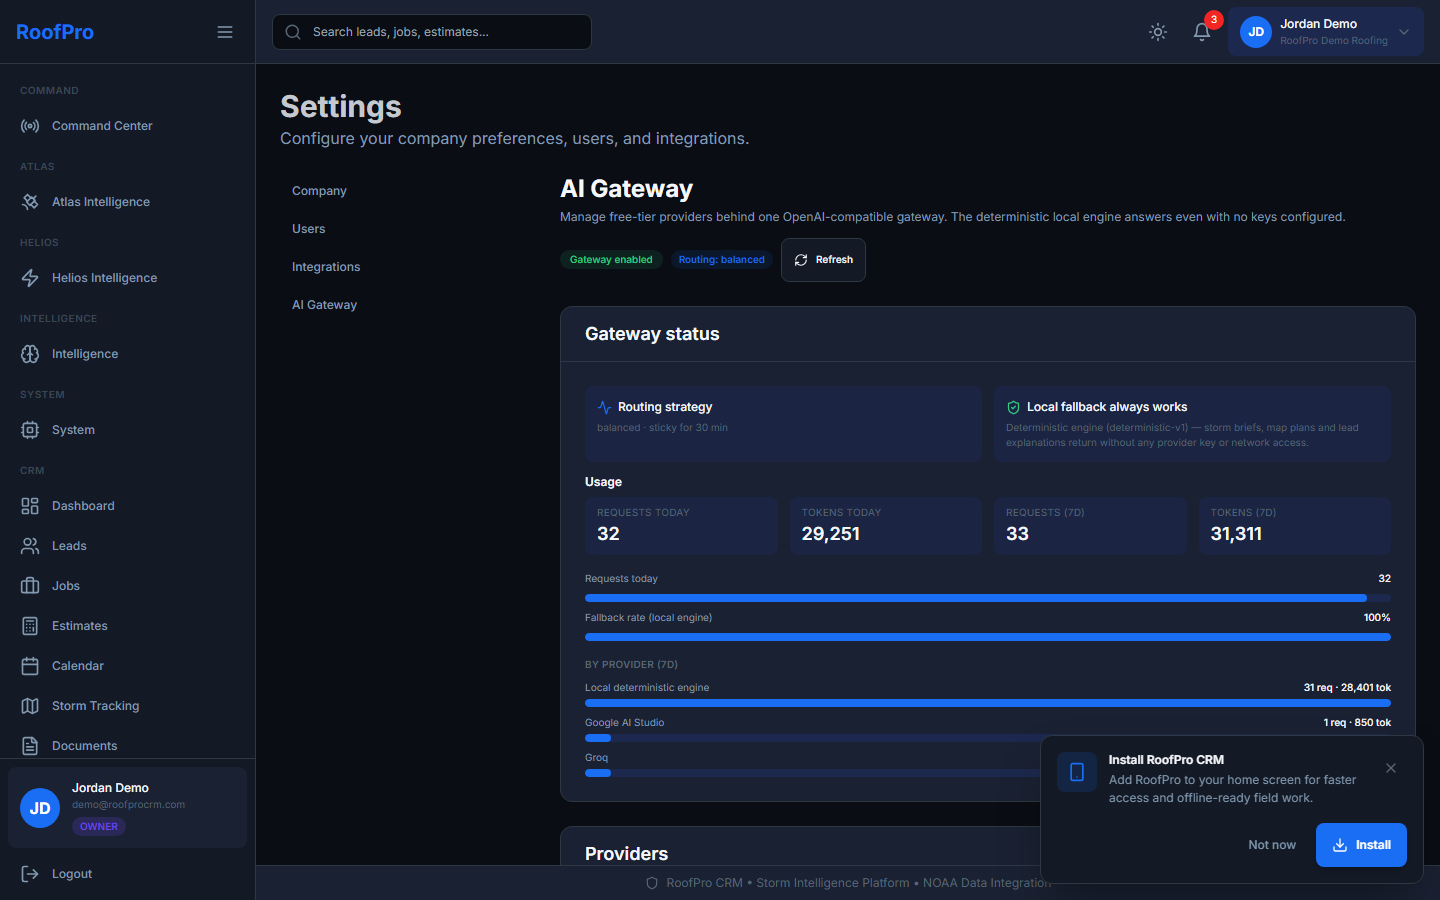 RoofPro
Search leads, jobs, estimates...
3
JD
Jordan Demo
RoofPro Demo Roofing
COMMAND
Command Center
ATLAS
Atlas Intelligence
HELIOS
Helios Intelligence
INTELLIGENCE
Intelligence
SYSTEM
System
CRM
Dashboard
Leads
Jobs
Estimates
Calendar
Storm Tracking
Documents
JD
Jordan Demo
demo@roofprocrm.com
OWNER
Logout
Settings
Configure your company preferences, users, and integrations.
Company
Users
Integrations
AI Gateway
AI Gateway
Manage free-tier providers behind one OpenAI-compatible gateway. The deterministic local engine answers even with no keys configured.
Gateway enabled
Routing: balanced
Refresh
Gateway status
Routing strategy
balanced · sticky for 30 min
Local fallback always works
Deterministic engine (deterministic-v1) — storm briefs, map plans and lead
explanations return without any provider key or network access.
Usage
REQUESTS TODAY
32
TOKENS TODAY
29,251
REQUESTS (7D)
33
TOKENS (7D)
31,311
Requests today
32
Fallback rate (local engine)
100%
BY PROVIDER (7D)
Local deterministic engine
31 req · 28,401 tok
Google AI Studio
1 req · 850 tok
Groq
Providers
Install RoofPro CRM
Add RoofPro to your home screen for faster
access and offline-ready field work.
Not now
Install
RoofPro CRM • Storm Intelligence Platform • NOAA Data Integration